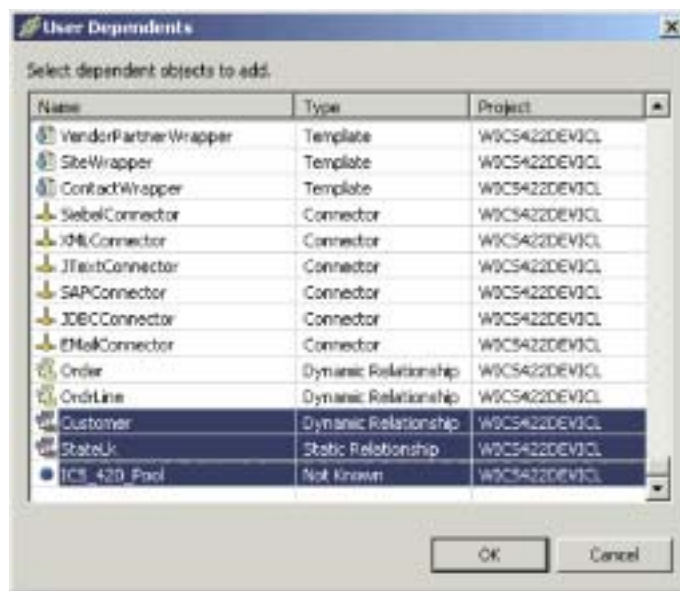 User Dependents
Select dependent objects to add.
Name Type Project
VendorPartnerWrapper Template WICS422DEVICL
SiteWrapper Template WICS422DEVICL
ContactWrapper Template WICS422DEVICL
SiebelConnector Connector WICS422DEVICL
XMLConnector Connector WICS422DEVICL
JTextConnector Connector WICS422DEVICL
SAPConnector Connector WICS422DEVICL
JDBCConnector Connector WICS422DEVICL
EMailConnector Connector WICS422DEVICL
Order Dynamic Relationship WICS422DEVICL
OrdrLine Dynamic Relationship WICS422DEVICL
Customer Dynamic Relationship WICS422DEVICL
StateLk Static Relationship WICS422DEVICL
ICS_420_Pool Not Known WICS422DEVICL
OK Cancel